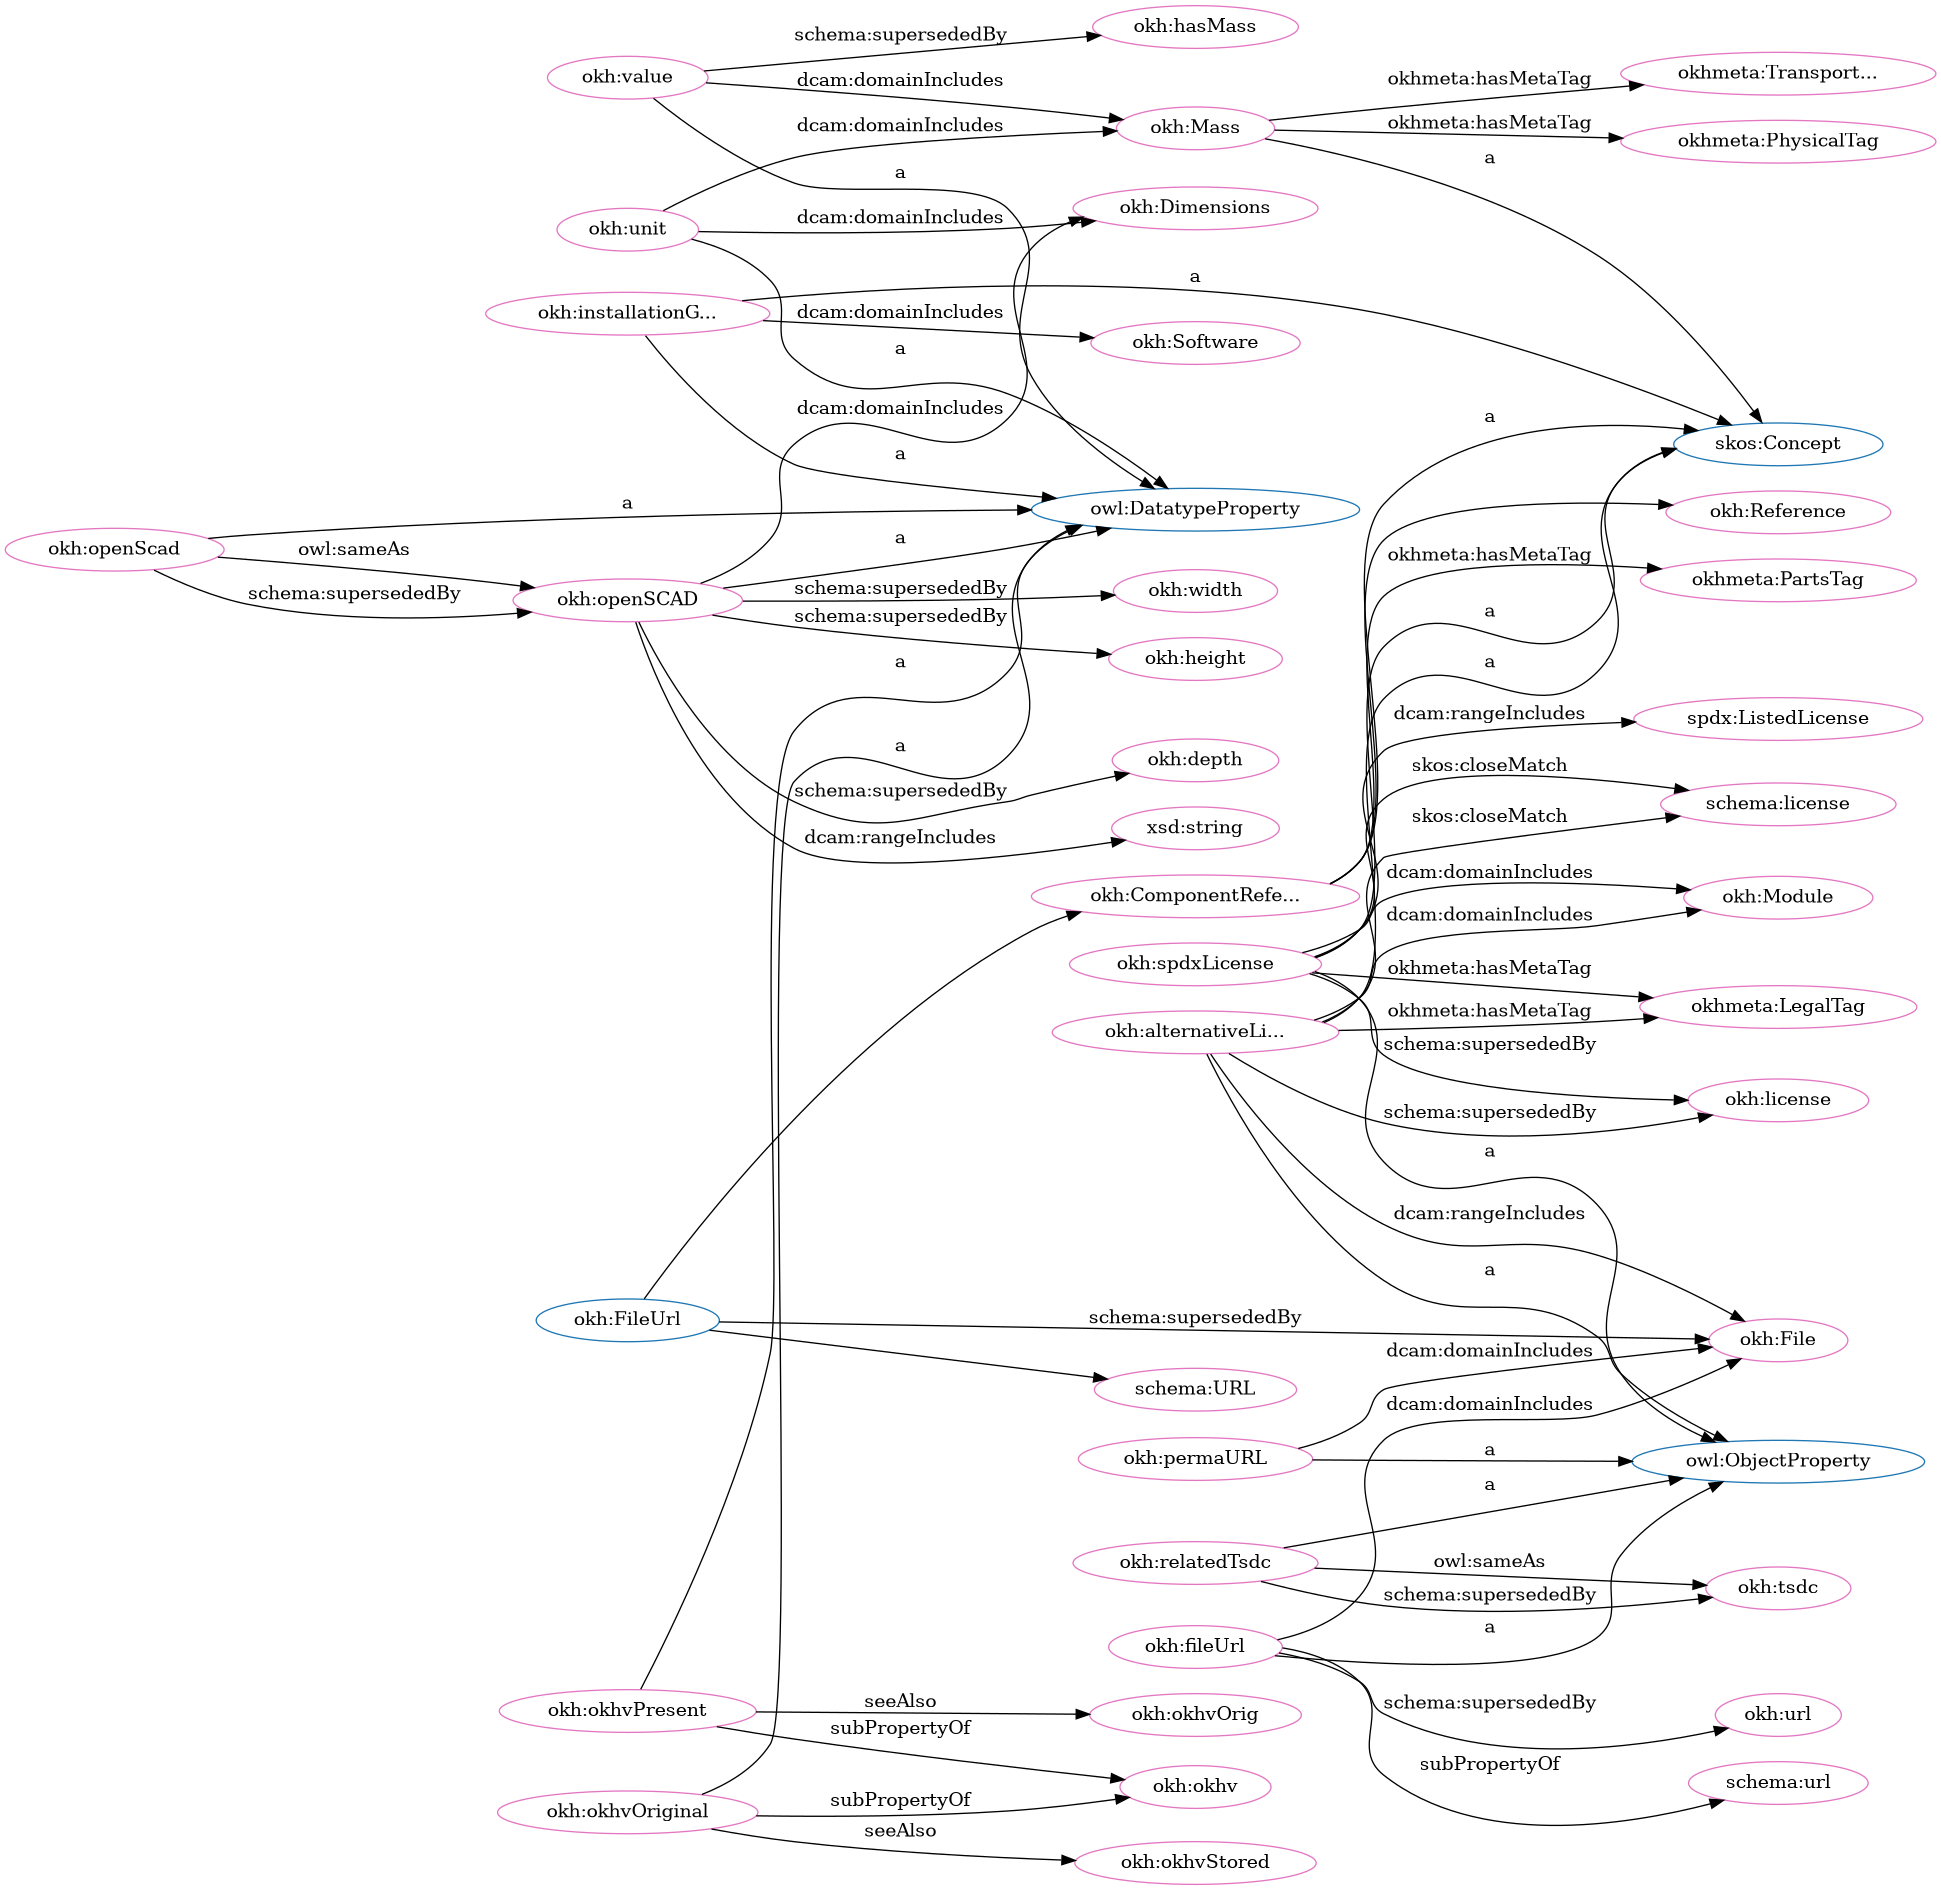 okh:hasMass
schema:supersededBy
okh:value
okhmeta:Transport...
okhmeta:hasMetaTag
dcam:domainIncludes
okh:Mass
dcam:domainIncludes
okhmeta:hasMetaTag
okhmeta:PhysicalTag
a
a
okh:Dimensions
dcam:domainIncludes
okh:unit
a
okh:installationG...
dcam:domainIncludes
okh:Software
a
dcam:domainIncludes
a
skos:Concept
a
a
owl:DatatypeProperty
okh:Reference
okh:openScad
owl:sameAs
a
okhmeta:hasMetaTag
okhmeta:PartsTag
schema:supersededBy
okh:openSCAD
schema:supersededBy
okh:width
schema:supersededBy
a
okh:height
a
a
dcam:rangeIncludes
spdx:ListedLicense
a
okh:depth
skos:closeMatch
schema:supersededBy
schema:license
skos:closeMatch
xsd:string
dcam:rangeIncludes
dcam:domainIncludes
okh:ComponentRefe...
okh:Module
dcam:domainIncludes
okh:spdxLicense
okhmeta:hasMetaTag
okhmeta:LegalTag
okhmeta:hasMetaTag
okh:alternativeLi...
schema:supersededBy
okh:license
schema:supersededBy
a
dcam:rangeIncludes
a
okh:FileUrl
schema:supersededBy
okh:File
dcam:domainIncludes
schema:URL
dcam:domainIncludes
okh:permaURL
a
owl:ObjectProperty
a
okh:relatedTsdc
owl:sameAs
okh:tsdc
schema:supersededBy
a
okh:fileUrl
okh:okhvPresent
seeAlso
okh:okhvOrig
schema:supersededBy
okh:url
subPropertyOf
subPropertyOf
okh:okhv
schema:url
okh:okhvOriginal
subPropertyOf
seeAlso
okh:okhvStored